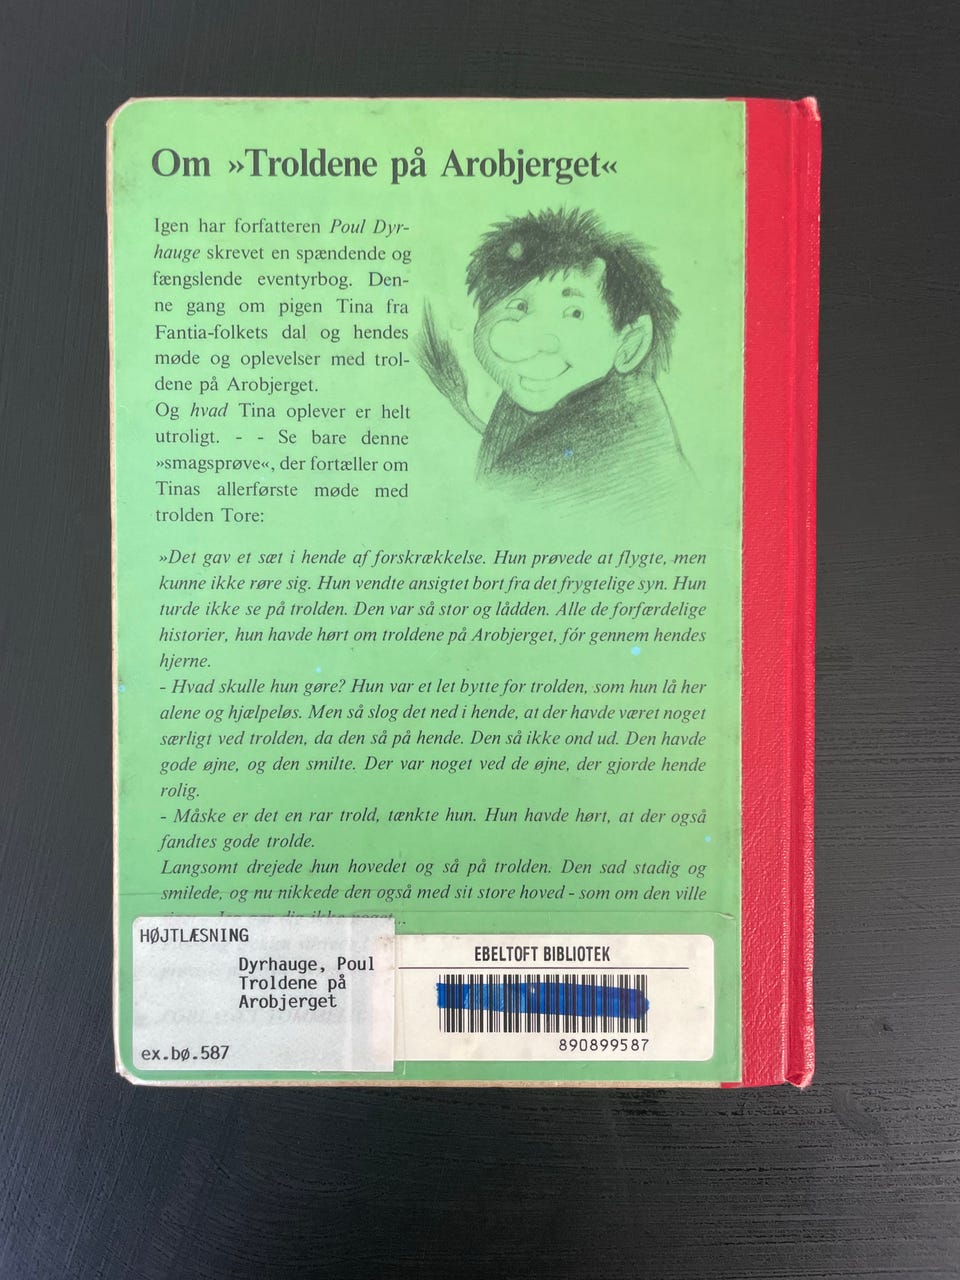 Om »Troldene på Arobjerget«
Igen har forfatteren Poul Dyr-
hauge skrevet en spændende og
fængslende eventyrbog. Den-
ne gang om pigen Tina fra
Fantia-folkets dal og hendes
møde og oplevelser med trol-
dene på Arobjerget.
Og hvad Tina oplever er helt
utroligt. - - Se bare denne
»smagsprøve«, der fortæller om
Tinas allerførste møde med
trolden Tore:
»Det gav et sæt i hende af forskrækkelse. Hun prøvede at flygte, men
kunne ikke røre sig. Hun vendte ansigtet bort fra det frygtelige syn. Hun
turde ikke se på trolden. Den var så stor og lådden. Alle de forfærdelige
historier, hun havde hørt om troldene på Arobjerget, fór gennem hendes
hjerne.
- Hvad skulle hun gøre? Hun var et let bytte for trolden, som hun lå her
alene og hjælpeløs. Men så slog det ned i hende, at der havde været noget
særligt ved trolden, da den så på hende. Den så ikke ond ud. Den havde
gode øjne, og den smilte. Der var noget ved de øjne, der gjorde hende
rolig.
- Måske er det en rar trold, tænkte hun. Hun havde hørt, at der også
fandtes gode trolde.
Langsomt drejede hun hovedet og så på trolden. Den sad stadig og
smilede, og nu nikkede den også med sit store hoved - som om den ville
HØJTLÆSNING
Dyrhauge, Poul
Troldene på
Arobjerget
ex.bø.587
EBELTOFT BIBLIOTEK
890899587